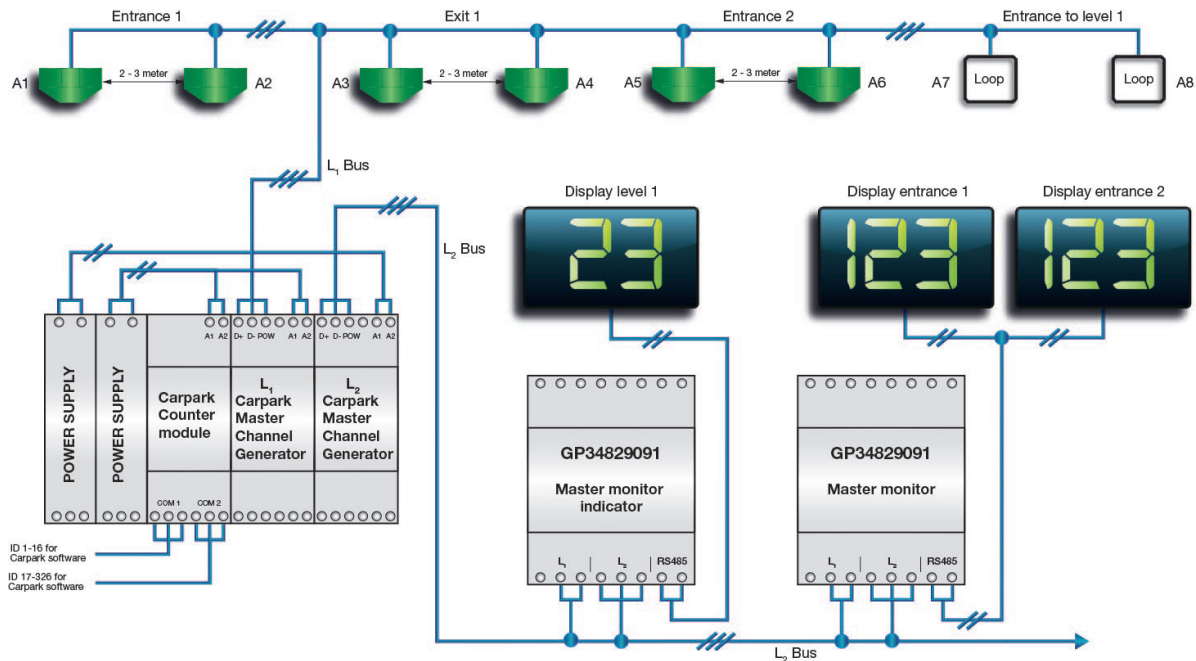 Entrance 1
Exit 1
Entrance 2
Entrance to level 1
A1
2 - 3 meter
A2
A3
2 - 3 meter
A4
A5
2 - 3 meter
A6
A7
Loop
Loop
A8
L1 Bus
L2 Bus
Display level 1
Display entrance 1
Display entrance 2
23
123
123
POWER SUPPLY
POWER SUPPLY
A1 A2
D+ D- POW A1 A2
D+ D- POW A1 A2
Carpark
Counter
module
L1
Carpark
Master
Channel
Generator
L2
Carpark
Master
Channel
Generator
COM 1 COM 2
ID 1-16 for
Carpark software
ID 17-326 for
Carpark software
GP34829091
Master monitor
indicator
L1 | L2 | RS485
GP34829091
Master monitor
L1 | L2 | RS485
L2 Bus